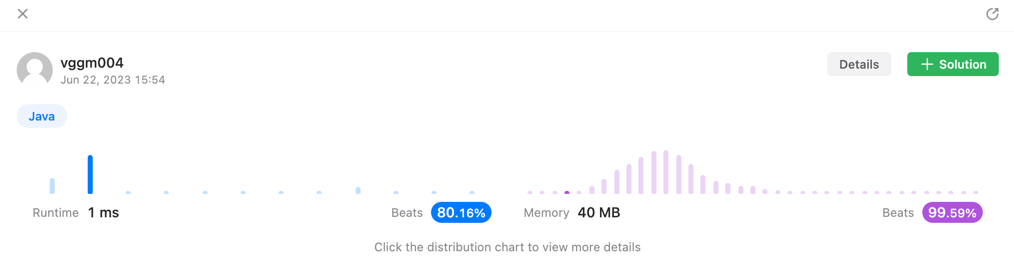 vggm004
Jun 22, 2023 15:54
Details
Solution
Java
Runtime 1 ms Beats 80.16% Memory 40 MB Beats 99.59%
Click the distribution chart to view more details